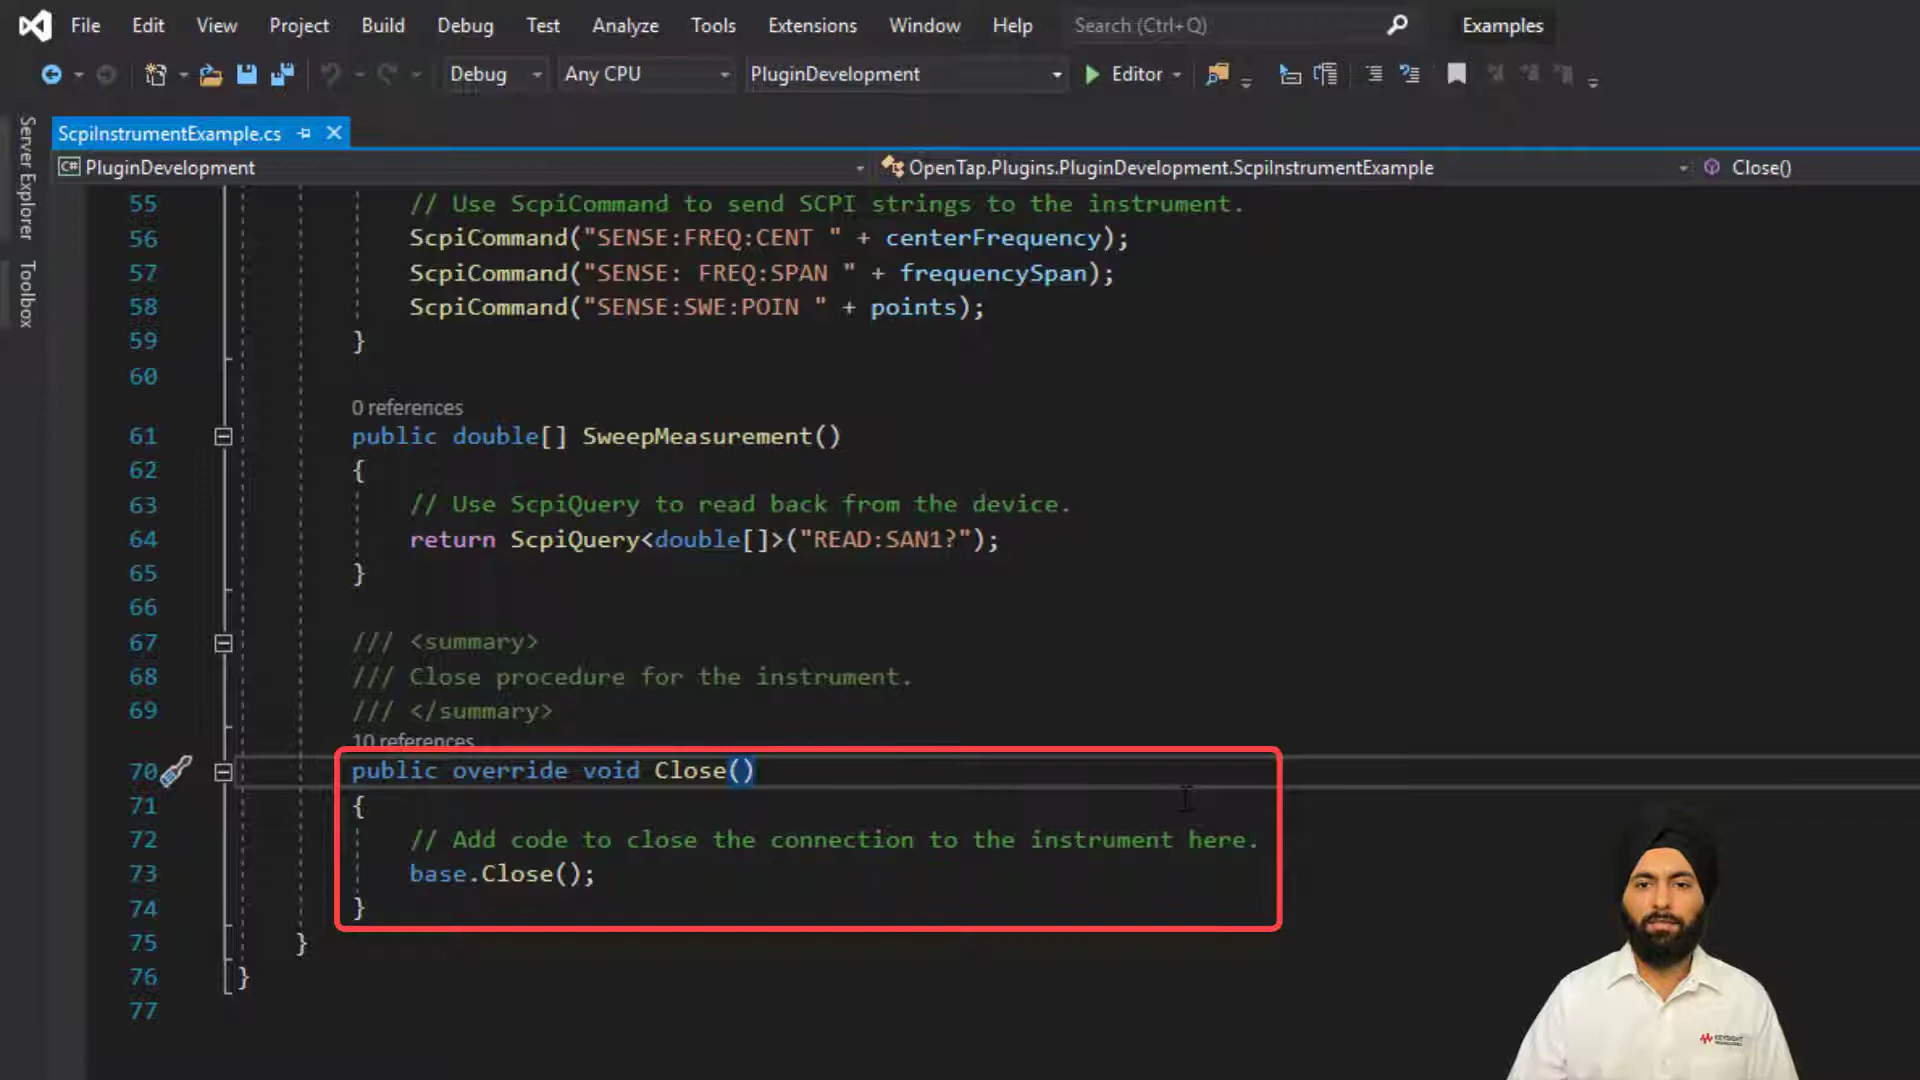 File Edit View Project Build Debug Test Analyze Tools Extensions Window Help Search (Ctrl+Q) Examples
Debug Any CPU PluginDevelopment Editor
Server Explorer
Toolbox
ScpiInstrumentExample.cs
C# PluginDevelopment OpenTap.Plugins.PluginDevelopment.ScpiInstrumentExample Close()
55 // Use ScpiCommand to send SCPI strings to the instrument.
56 ScpiCommand("SENSE:FREQ:CENT " + centerFrequency);
57 ScpiCommand("SENSE: FREQ:SPAN " + frequencySpan);
58 ScpiCommand("SENSE:SWE:POIN " + points);
59 }
60
0 references
61 public double[] SweepMeasurement()
62 {
63 // Use ScpiQuery to read back from the device.
64 return ScpiQuery<double[]>("READ:SAN1?");
65 }
66
67 /// <summary>
68 /// Close procedure for the instrument.
69 /// </summary>
10 references
70 public override void Close()
71 {
72 // Add code to close the connection to the instrument here.
73 base.Close();
74 }
75 }
76 }
77
KEYSIGHT
TECHNOLOGIES